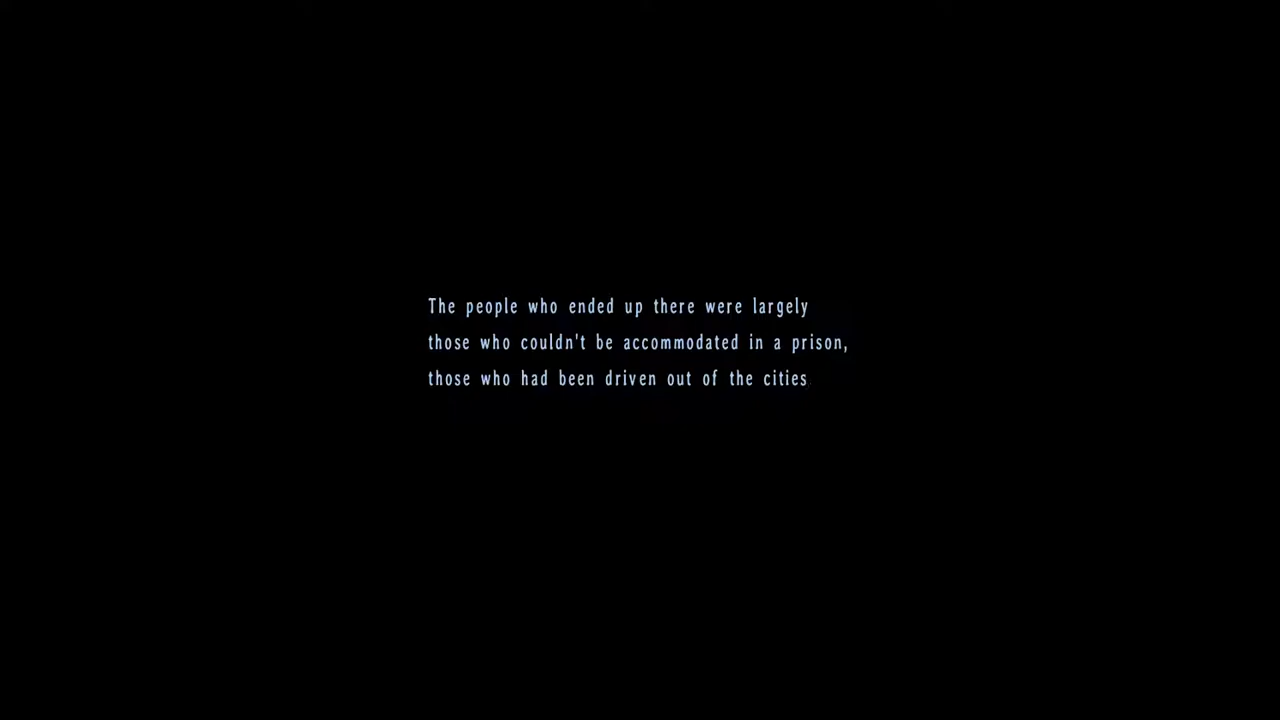 The people who ended up there were largely
those who couldn't be accommodated in a prison,
those who had been driven out of the cities